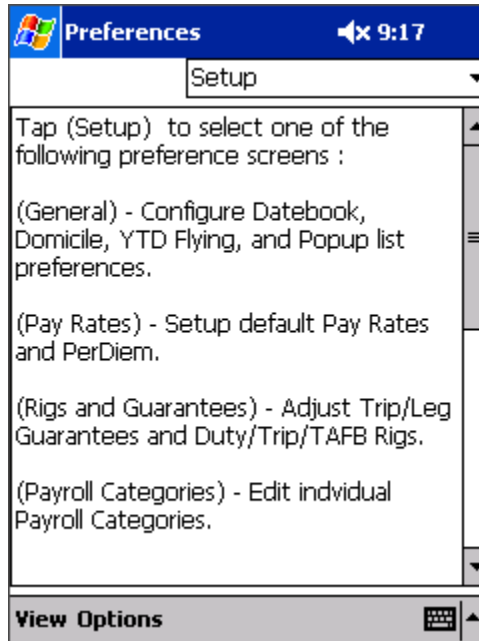 Preferences 9:17
Setup
Tap (Setup) to select one of the
following preference screens :
(General) - Configure Datebook,
Domicile, YTD Flying, and Popup list
preferences.
(Pay Rates) - Setup default Pay Rates
and PerDiem.
(Rigs and Guarantees) - Adjust Trip/Leg
Guarantees and Duty/Trip/TAFB Rigs.
(Payroll Categories) - Edit indvidual
Payroll Categories.
View Options